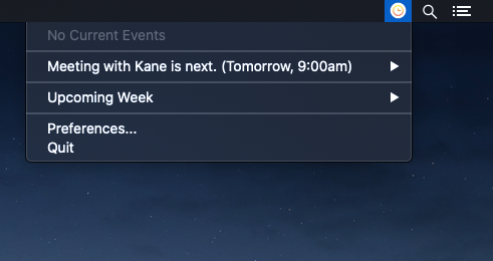 No Current Events
Meeting with Kane is next. (Tomorrow, 9:00am)
Upcoming Week
Preferences...
Quit